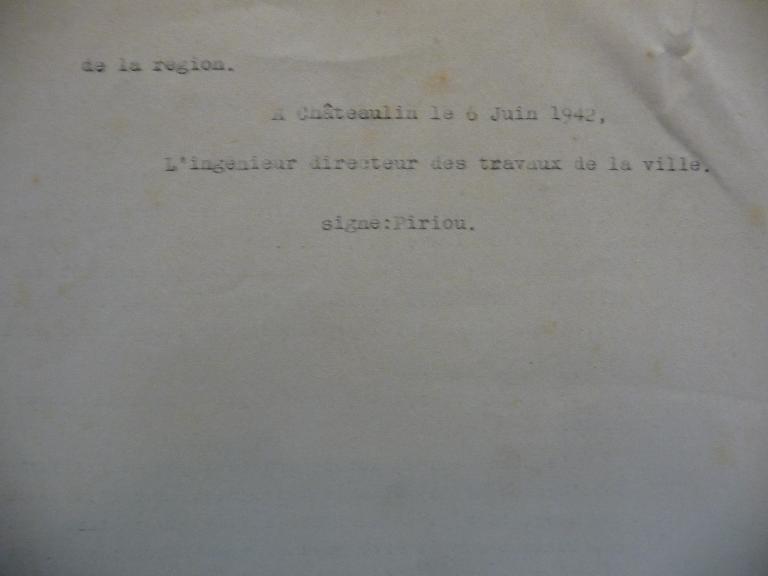 de la region.
A Châteaulin le 6 Juin 1942,
L'ingenieur directeur des travaux de la ville.
signe:Piriou.